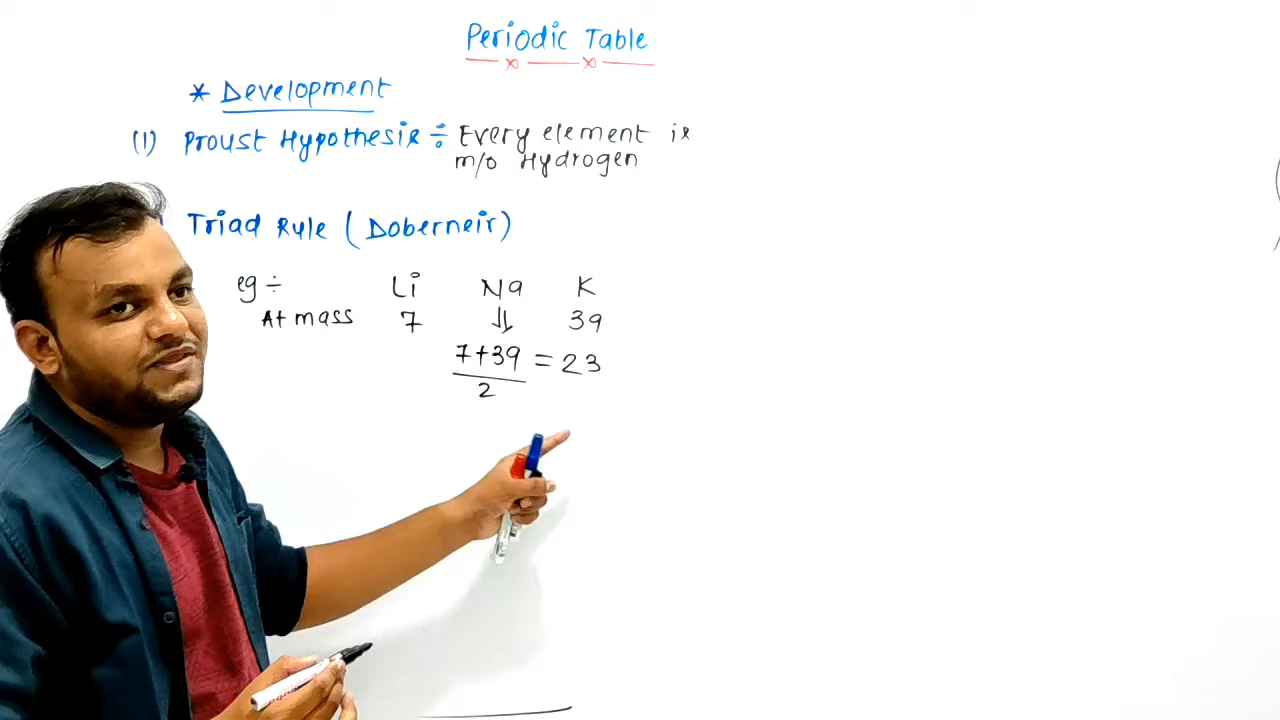 Periodic Table
* Development
(1) Proust Hypothesis ÷ Every element is
m/o Hydrogen
Triad Rule (Doberneir)
eg ÷ Li Na K
At mass 7 ⇓ 39
7+39 = 23
2